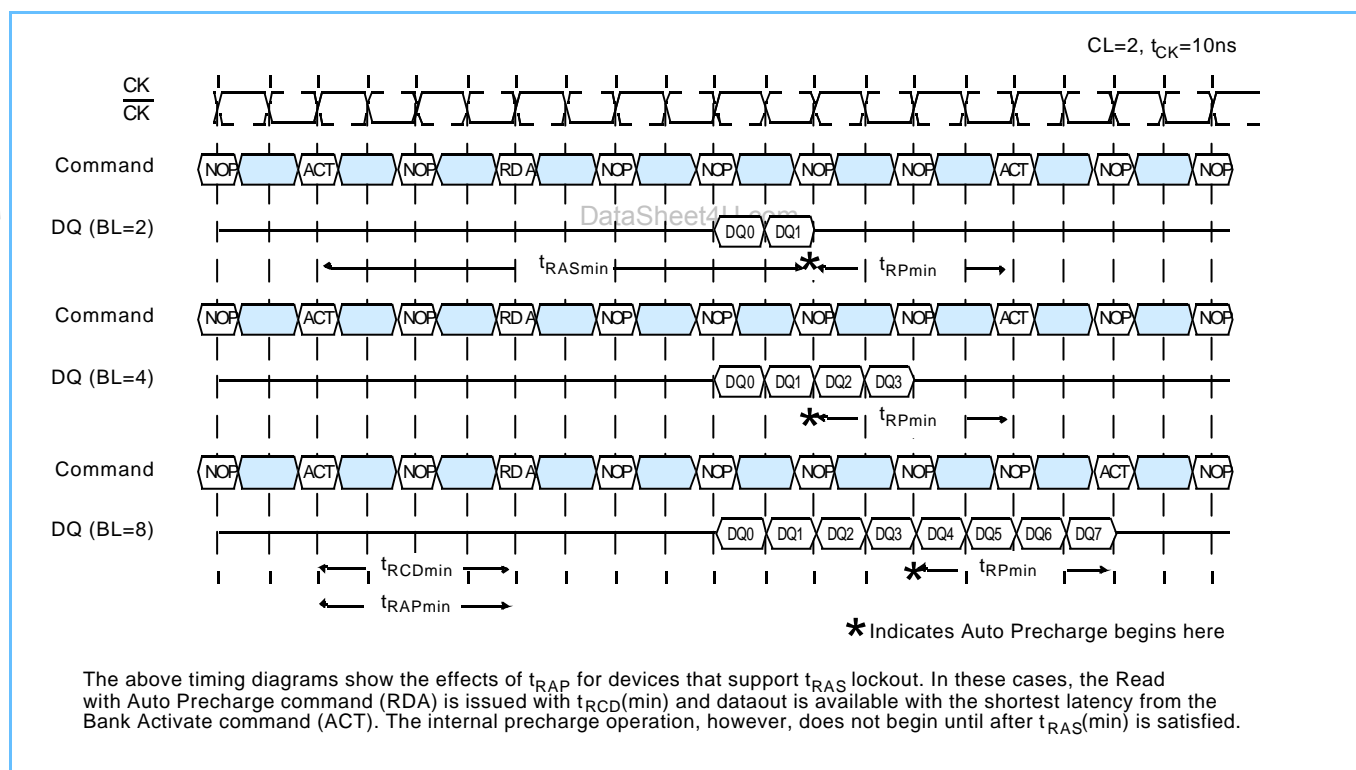 CL=2, tCK=10ns
CK
CK
Command NOP ACT NOP RDA NOP NOP NOP NOP ACT NOP NOP
DataSheet4U.com
DQ (BL=2) DQ0 DQ1
tRASmin * tRPmin
Command NOP ACT NOP RDA NOP NOP NOP NOP ACT NOP NOP
DQ (BL=4) DQ0 DQ1 DQ2 DQ3
* tRPmin
Command NOP ACT NOP RDA NOP NOP NOP NOP NOP ACT NOP
DQ (BL=8) DQ0 DQ1 DQ2 DQ3 DQ4 DQ5 DQ6 DQ7
tRCDmin * tRPmin
tRAPmin
* Indicates Auto Precharge begins here
The above timing diagrams show the effects of tRAP for devices that support tRAS lockout. In these cases, the Read
with Auto Precharge command (RDA) is issued with tRCD(min) and dataout is available with the shortest latency from the
Bank Activate command (ACT). The internal precharge operation, however, does not begin until after tRAS(min) is satisfied.